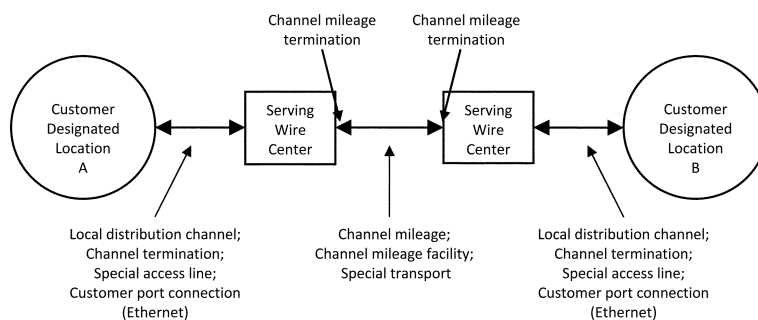 Channel mileage
termination
Channel mileage
termination
Customer
Designated
Location
A
Serving
Wire
Center
Serving
Wire
Center
Customer
Designated
Location
B
Local distribution channel;
Channel termination;
Special access line;
Customer port connection
(Ethernet)
Channel mileage;
Channel mileage facility;
Special transport
Local distribution channel;
Channel termination;
Special access line;
Customer port connection
(Ethernet)